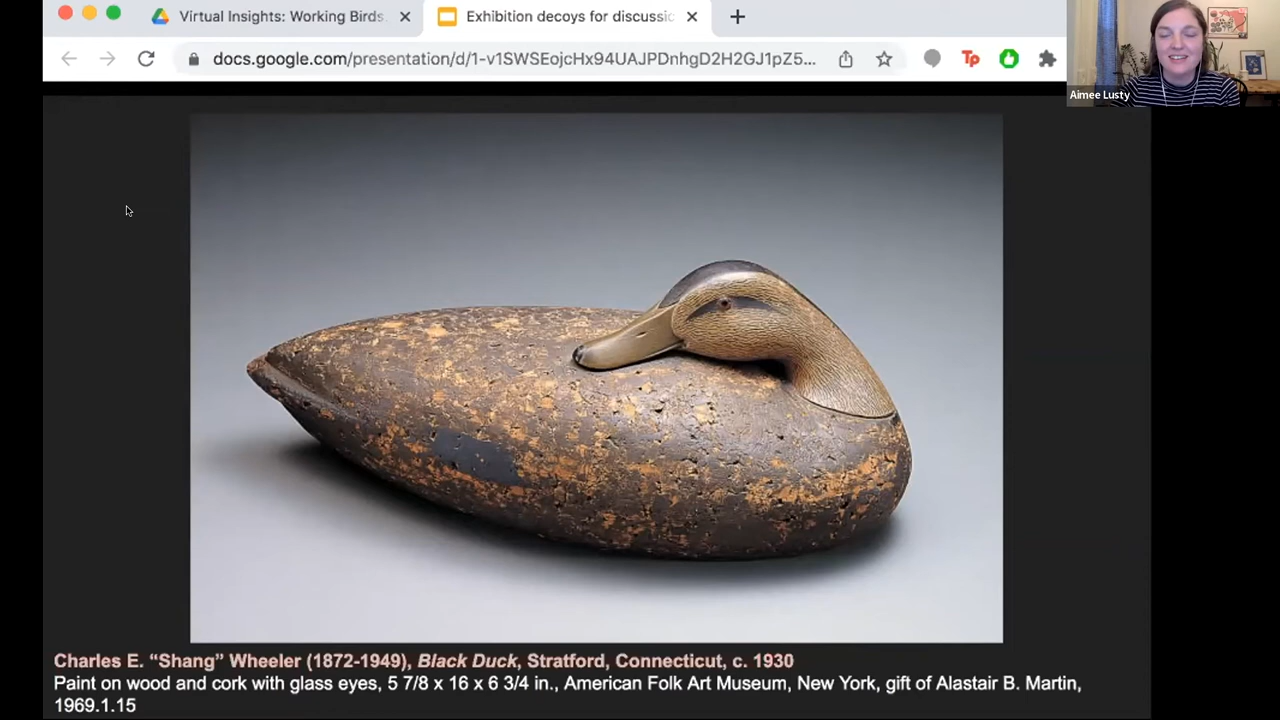 Virtual Insights: Working Birds
Exhibition decoys for discussic
docs.google.com/presentation/d/1-v1SWSEojcHx94UAJPDnhgD2H2GJ1pZ5...
Tp
Aimee Lusty
Charles E. “Shang” Wheeler (1872-1949), Black Duck, Stratford, Connecticut, c. 1930
Paint on wood and cork with glass eyes, 5 7/8 x 16 x 6 3/4 in., American Folk Art Museum, New York, gift of Alastair B. Martin,
1969.1.15